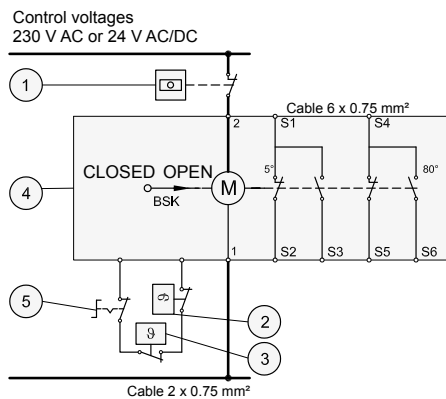 Control voltages
230 V AC or 24 V AC/DC
1
Cable 6 x 0.75 mm²
2
S1
S4
CLOSED OPEN
5°
80°
4
M
BSK
1
S2
S3
S5
S6
5
ϑ
2
ϑ
3
Cable 2 x 0.75 mm²